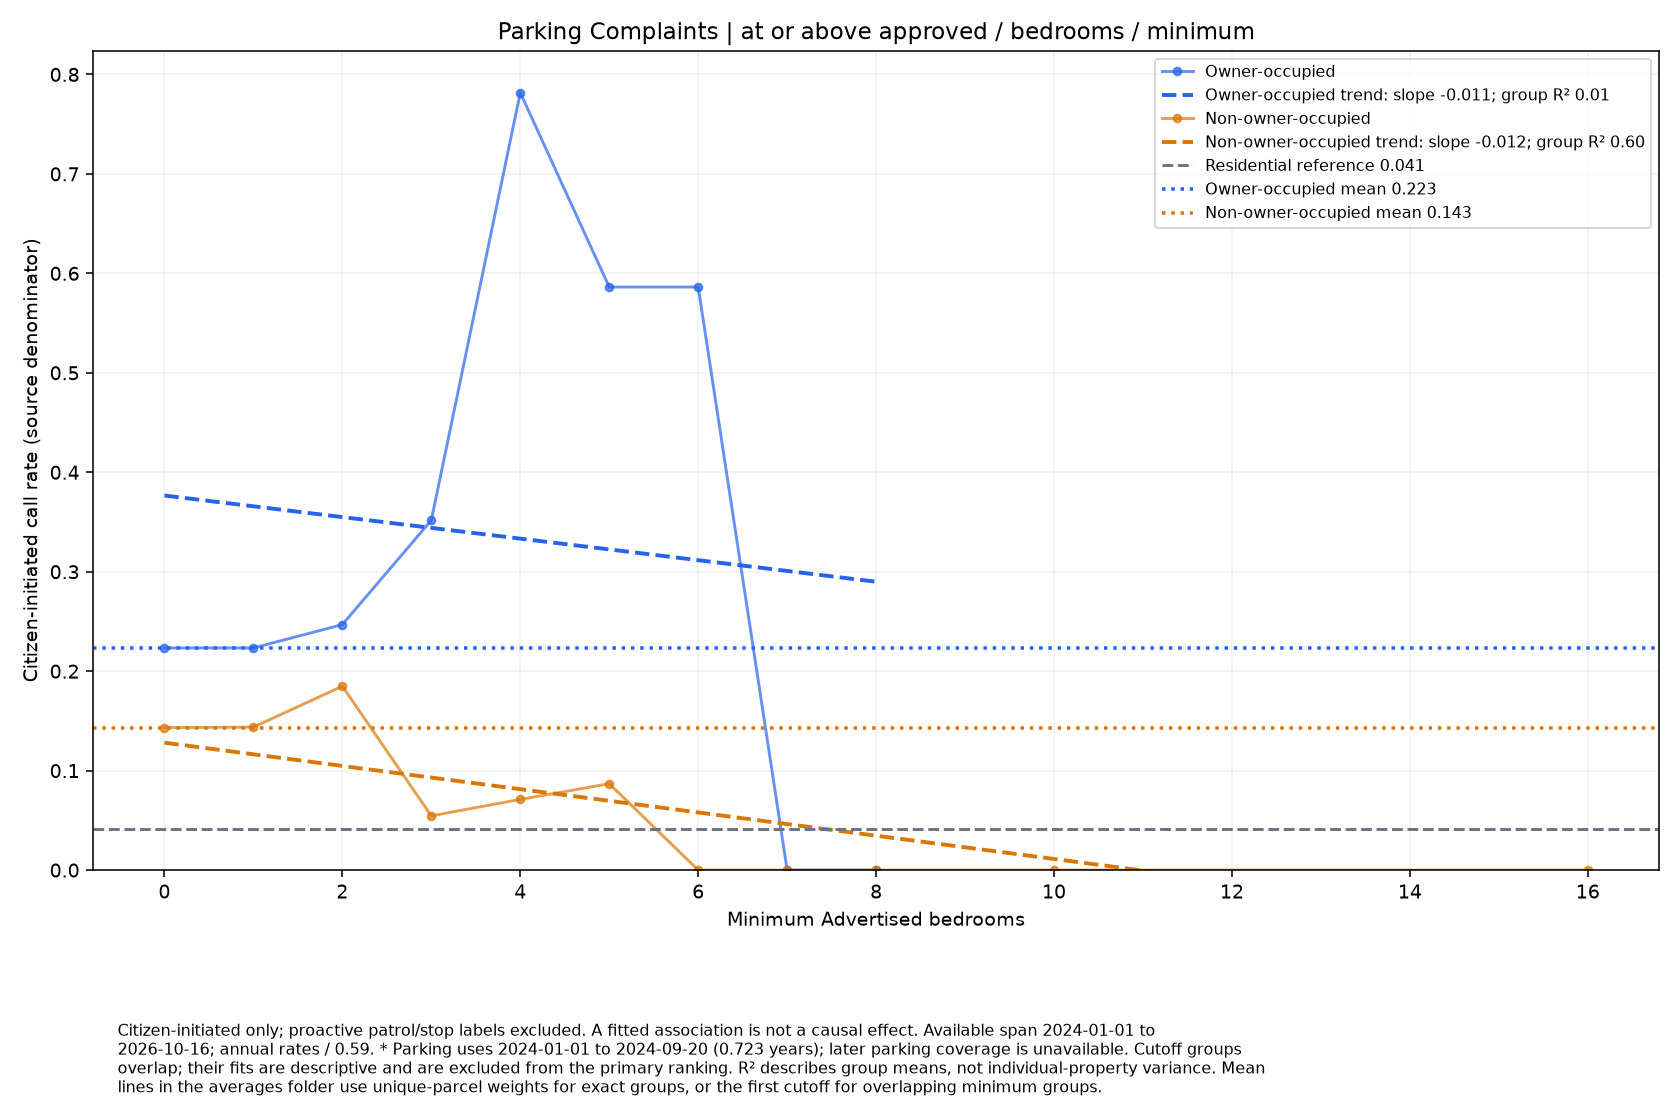 Parking Complaints | at or above approved / bedrooms / minimum
Owner-occupied
Owner-occupied trend: slope -0.011; group R² 0.01
Non-owner-occupied
Non-owner-occupied trend: slope -0.012; group R² 0.60
Residential reference 0.041
Owner-occupied mean 0.223
Non-owner-occupied mean 0.143
Citizen-initiated call rate (source denominator)
0.8
0.7
0.6
0.5
0.4
0.3
0.2
0.1
0.0
0 2 4 6 8 10 12 14 16
Minimum Advertised bedrooms
Citizen-initiated only; proactive patrol/stop labels excluded. A fitted association is not a causal effect. Available span 2024-01-01 to
2026-10-16; annual rates / 0.59. * Parking uses 2024-01-01 to 2024-09-20 (0.723 years); later parking coverage is unavailable. Cutoff groups
overlap; their fits are descriptive and are excluded from the primary ranking. R² describes group means, not individual-property variance. Mean
lines in the averages folder use unique-parcel weights for exact groups, or the first cutoff for overlapping minimum groups.